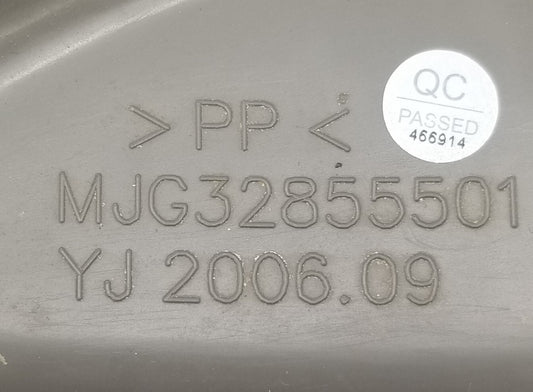 QC
PASSED
466914
>PP<
MJG32855501
YJ 2006.09